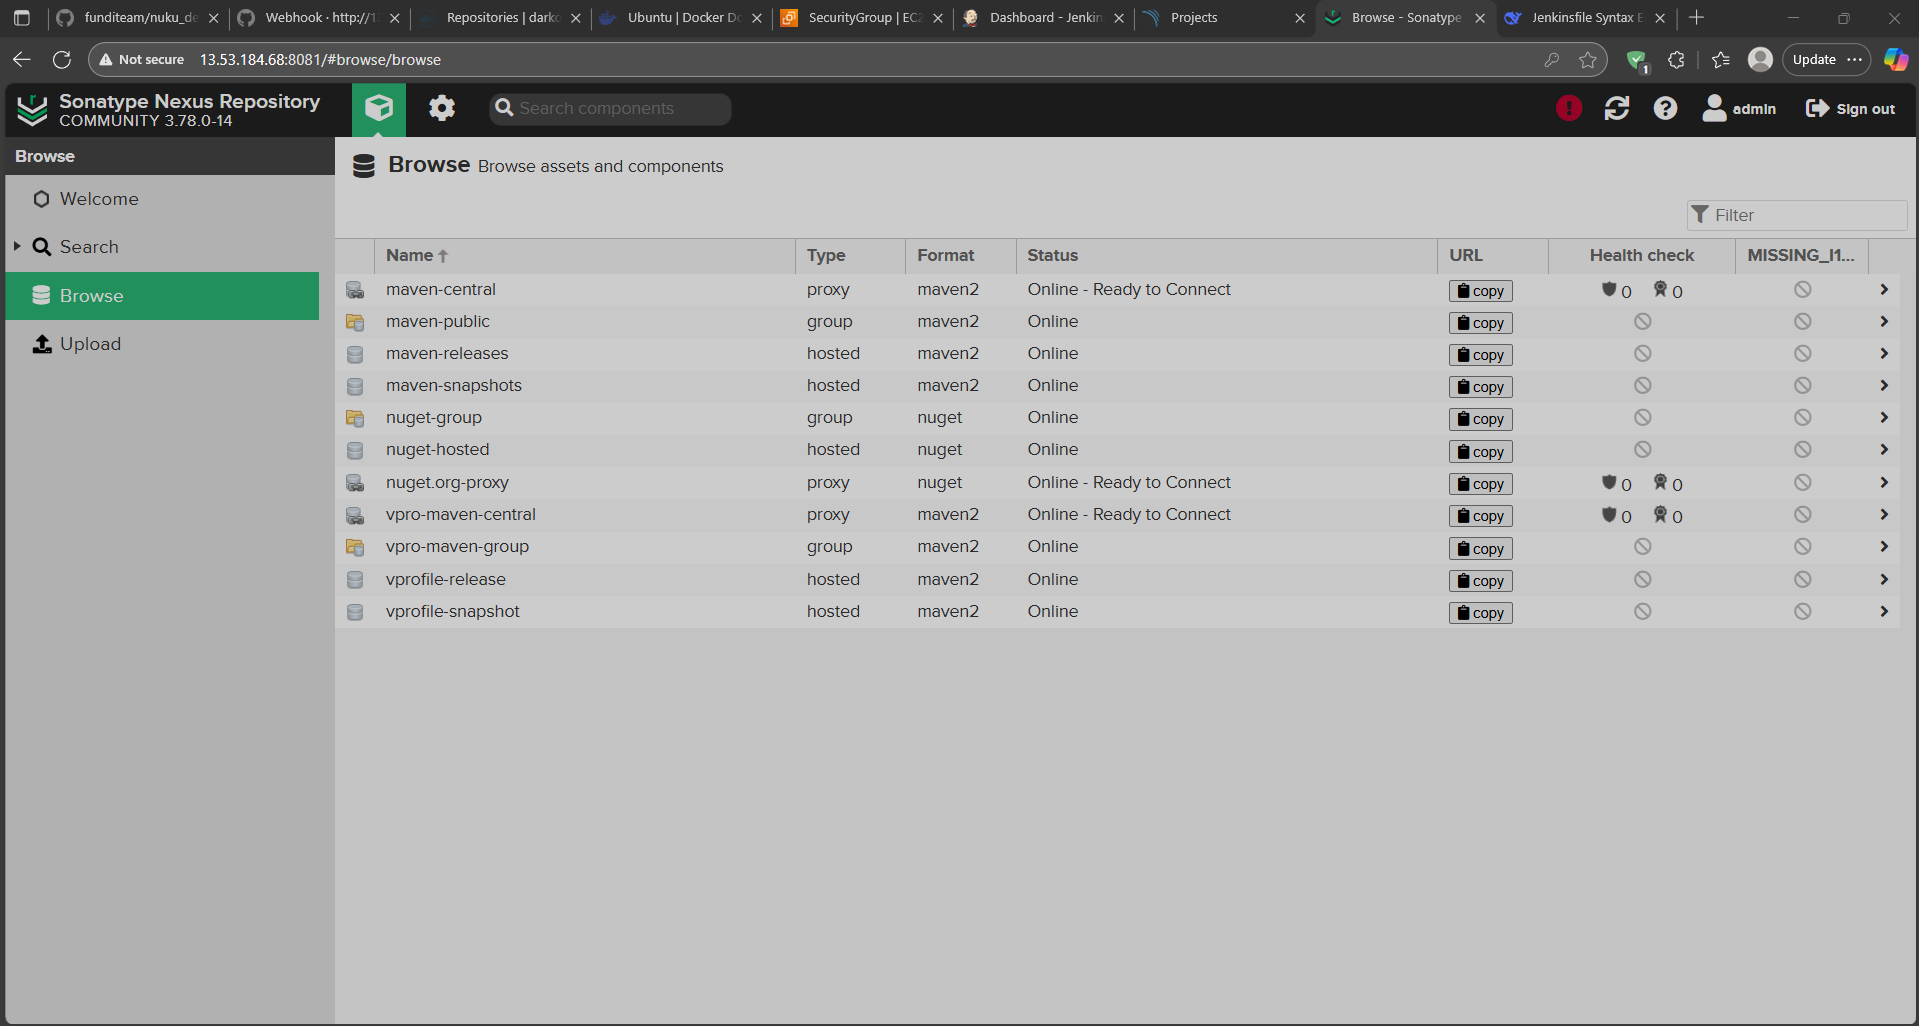 funditeam/nuku_de
Webhook · http://1
Repositories | darko
Ubuntu | Docker Do
SecurityGroup | EC2
Dashboard - Jenkin
Projects
Browse - Sonatype
Jenkinsfile Syntax E
Not secure 13.53.184.68:8081/#browse/browse
1
Update
Sonatype Nexus Repository
COMMUNITY 3.78.0-14
Search components
admin
Sign out
Browse
Welcome
Search
Browse
Upload
Browse Browse assets and components
Filter
Name Type Format Status URL Health check MISSING_I1...
maven-central proxy maven2 Online - Ready to Connect copy 0 0
maven-public group maven2 Online copy
maven-releases hosted maven2 Online copy
maven-snapshots hosted maven2 Online copy
nuget-group group nuget Online copy
nuget-hosted hosted nuget Online copy
nuget.org-proxy proxy nuget Online - Ready to Connect copy 0 0
vpro-maven-central proxy maven2 Online - Ready to Connect copy 0 0
vpro-maven-group group maven2 Online copy
vprofile-release hosted maven2 Online copy
vprofile-snapshot hosted maven2 Online copy